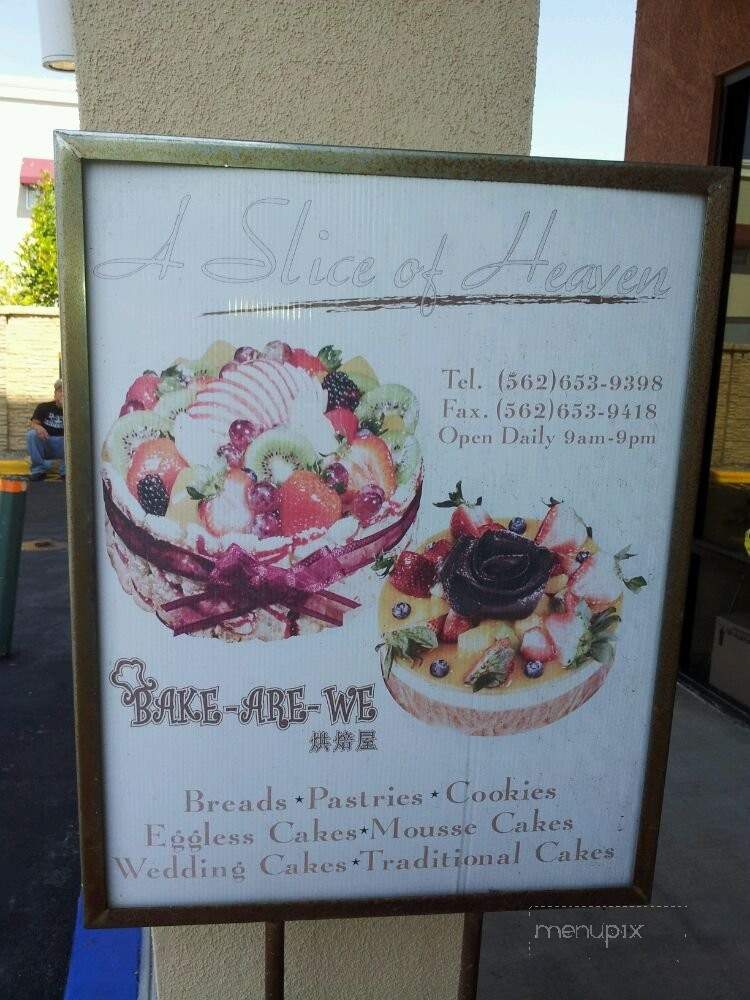 A Slice of Heaven
Tel. (562)653-9398
Fax. (562)653-9418
Open Daily 9am-9pm
BAKE-ARE-WE
烘焙屋
Breads★Pastries★Cookies
Eggless Cakes★Mousse Cakes
Wedding Cakes★Traditional Cakes
menupix